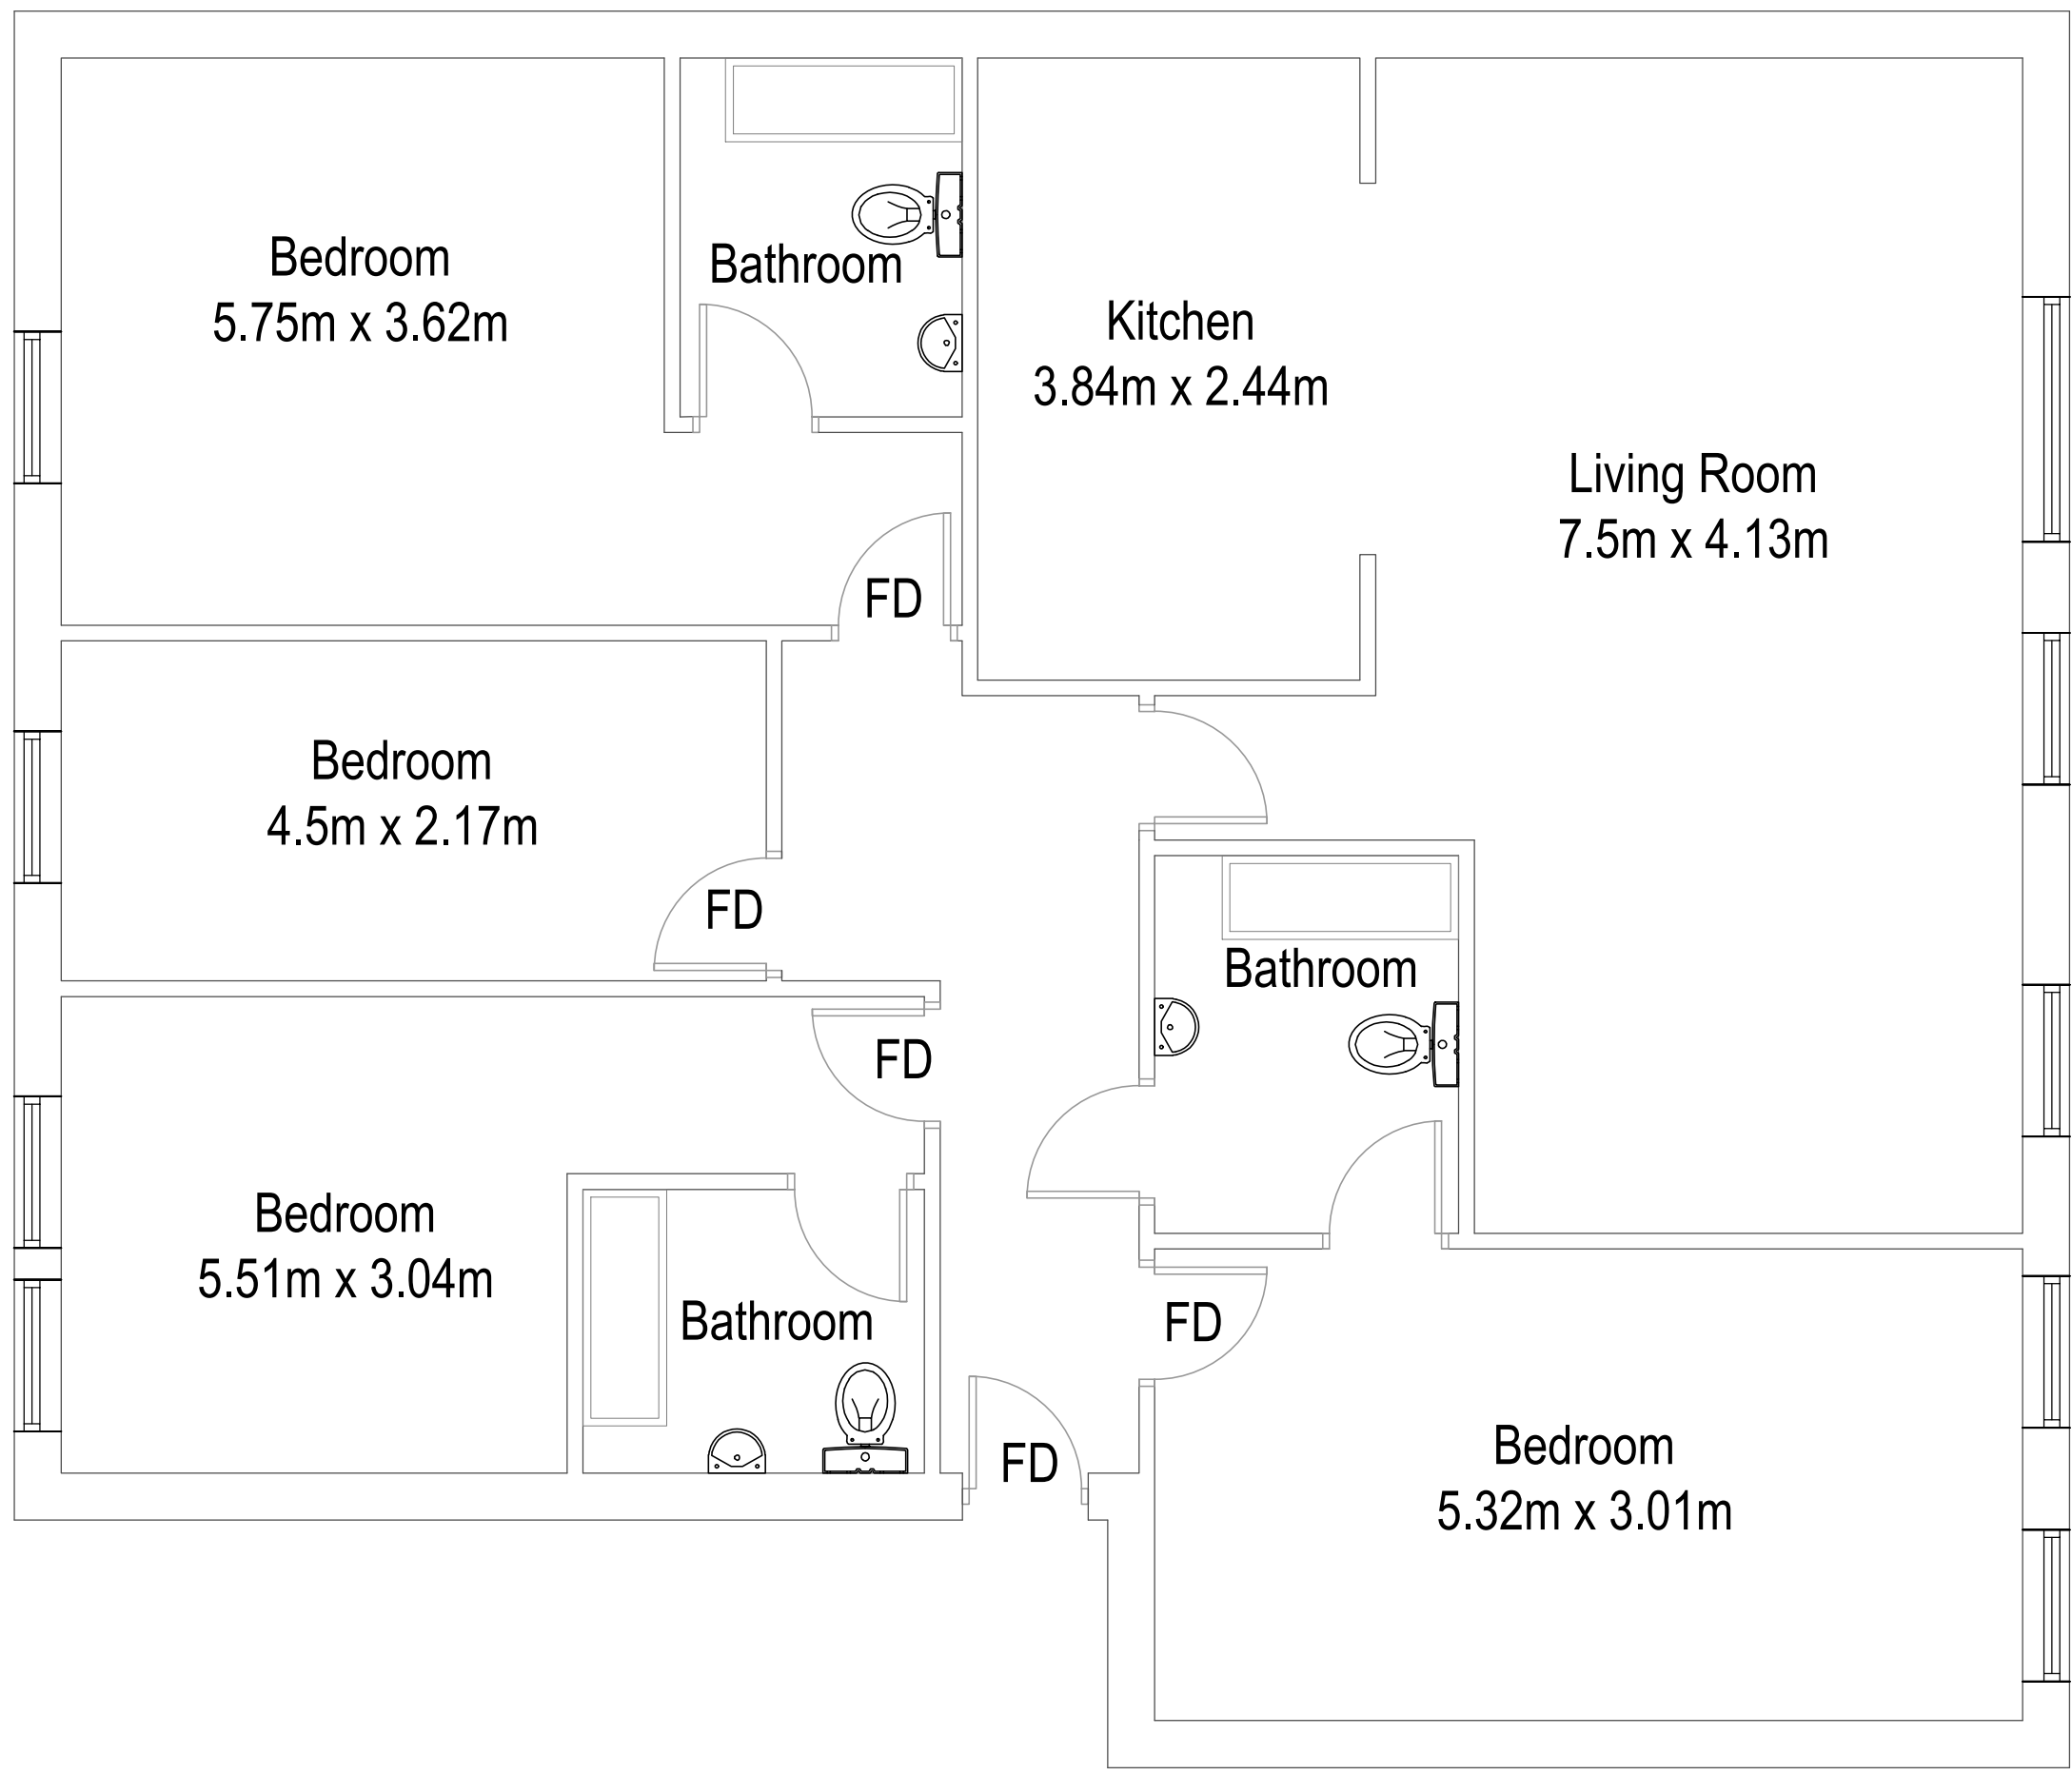 Bedroom
5.75m x 3.62m
Bathroom
Kitchen
3.84m x 2.44m
Living Room
7.5m x 4.13m
FD
Bedroom
4.5m x 2.17m
FD
Bathroom
FD
Bedroom
5.51m x 3.04m
Bathroom
FD
FD
Bedroom
5.32m x 3.01m